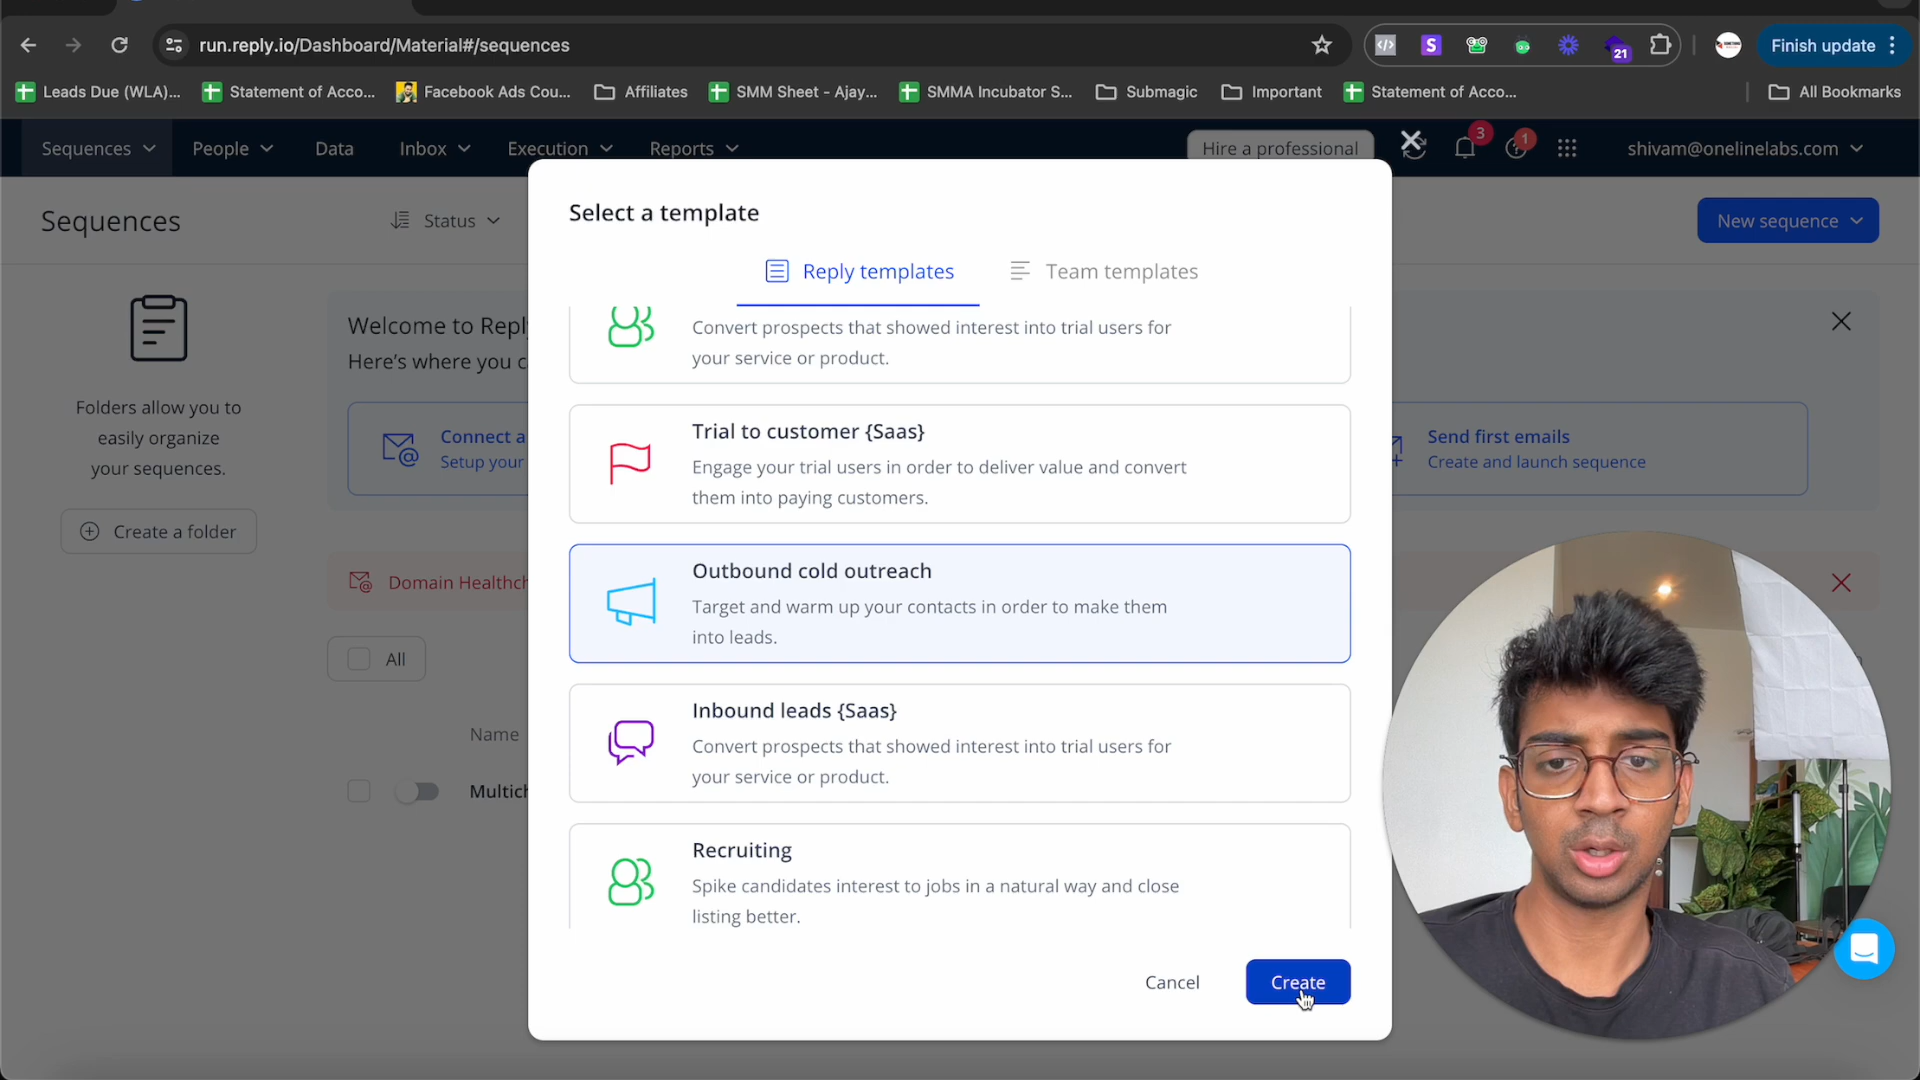 run.reply.io/Dashboard/Material#/sequences
21
Finish update
Leads Due (WLA)...
Statement of Acco...
Facebook Ads Cou...
Affiliates
SMM Sheet - Ajay...
SMMA Incubator S...
Submagic
Important
Statement of Acco...
All Bookmarks
Sequences
People
Data
Inbox
Execution
Reports
Hire a professional
3
1
shivam@onelinelabs.com
Sequences
Status
New sequence
Folders allow you to
easily organize
your sequences.
Create a folder
Welcome to Repl
Here's where you c
Connect a
Setup your
Send first emails
Create and launch sequence
Domain Healthch
All
Name
Multich
Select a template
Reply templates
Team templates
Convert prospects that showed interest into trial users for
your service or product.
Trial to customer {Saas}
Engage your trial users in order to deliver value and convert
them into paying customers.
Outbound cold outreach
Target and warm up your contacts in order to make them
into leads.
Inbound leads {Saas}
Convert prospects that showed interest into trial users for
your service or product.
Recruiting
Spike candidates interest to jobs in a natural way and close
listing better.
Cancel
Create